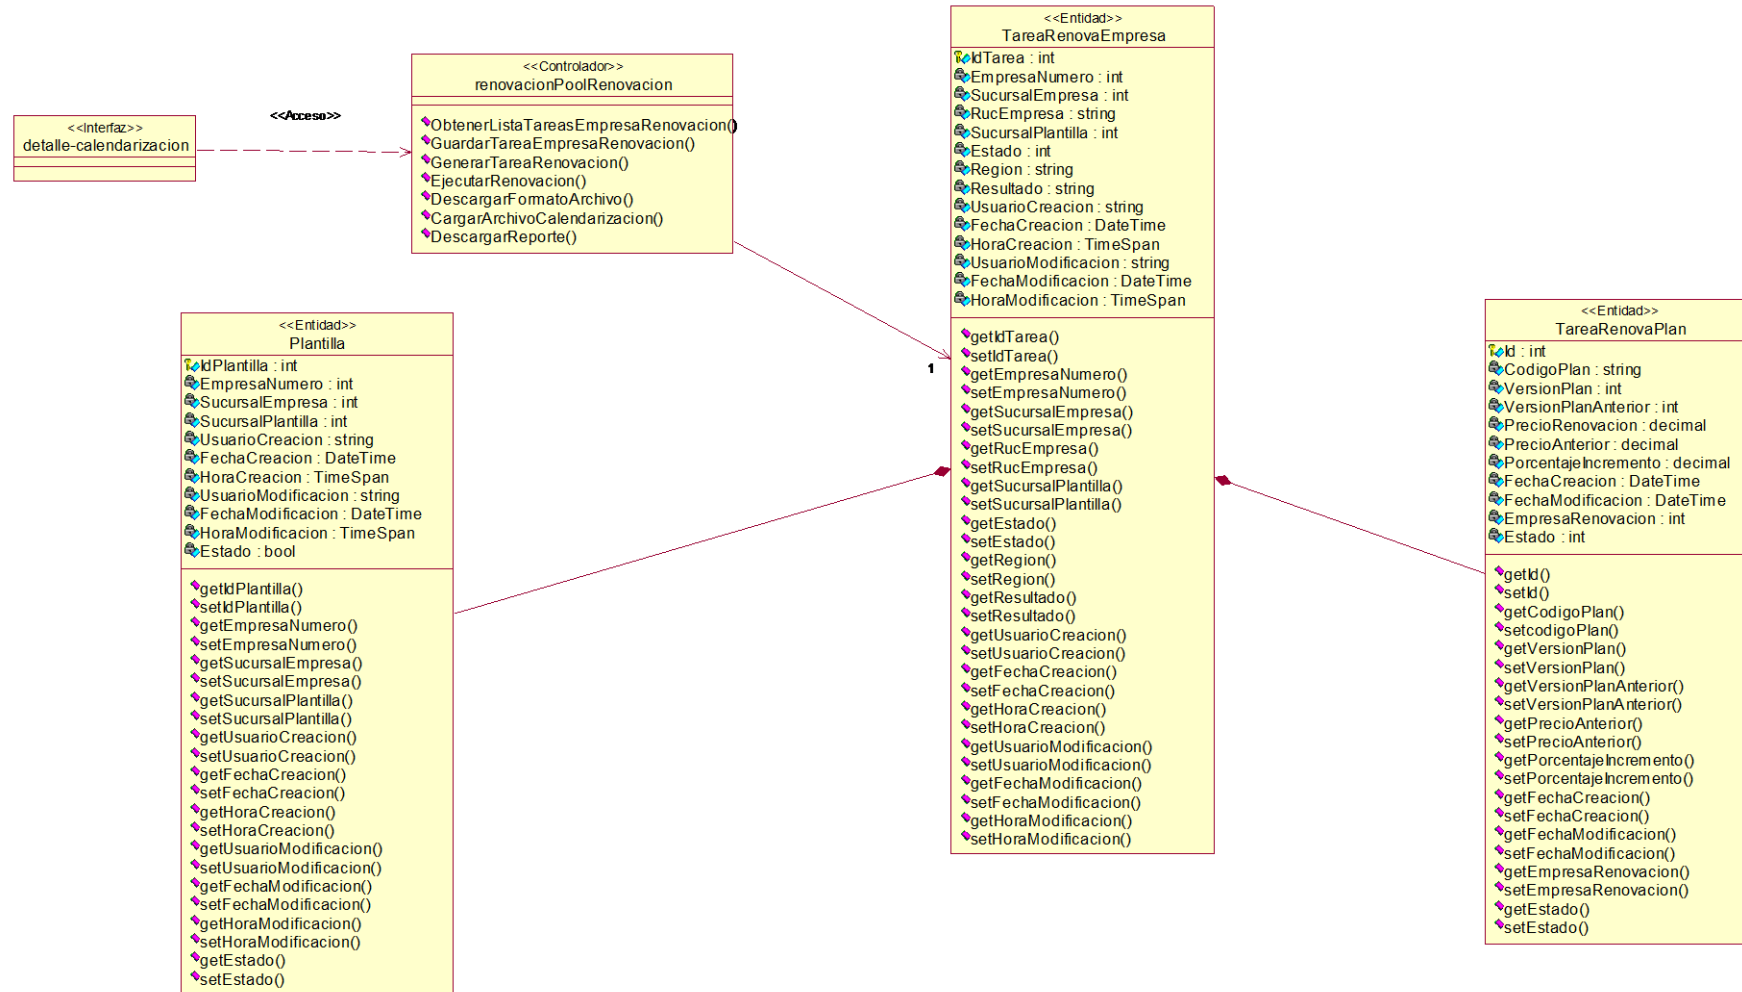 <<Interfaz>>
detalle-calendarizacion
<<Acceso>>
<<Controlador>>
renovacionPoolRenovacion
ObtenerListaTareasEmpresaRenovacion()
GuardarTareaEmpresaRenovacion()
GenerarTareaRenovacion()
EjecutarRenovacion()
DescargarFormatoArchivo()
CargarArchivoCalendarizacion()
DescargarReporte()
<<Entidad>>
TareaRenovaEmpresa
IdTarea : int
EmpresaNumero : int
SucursalEmpresa : int
RucEmpresa : string
SucursalPlantilla : int
Estado : int
Region : string
Resultado : string
UsuarioCreacion : string
FechaCreacion : DateTime
HoraCreacion : TimeSpan
UsuarioModificacion : string
FechaModificacion : DateTime
HoraModificacion : TimeSpan
getIdTarea()
setIdTarea()
getEmpresaNumero()
setEmpresaNumero()
getSucursalEmpresa()
setSucursalEmpresa()
getRucEmpresa()
setRucEmpresa()
getSucursalPlantilla()
setSucursalPlantilla()
getEstado()
setEstado()
getRegion()
setRegion()
getResultado()
setResultado()
getUsuarioCreacion()
setUsuarioCreacion()
getFechaCreacion()
setFechaCreacion()
getHoraCreacion()
setHoraCreacion()
getUsuarioModificacion()
setUsuarioModificacion()
getFechaModificacion()
setFechaModificacion()
getHoraModificacion()
setHoraModificacion()
1
<<Entidad>>
Plantilla
IdPlantilla : int
EmpresaNumero : int
SucursalEmpresa : int
SucursalPlantilla : int
UsuarioCreacion : string
FechaCreacion : DateTime
HoraCreacion : TimeSpan
UsuarioModificacion : string
FechaModificacion : DateTime
HoraModificacion : TimeSpan
Estado : bool
getIdPlantilla()
setIdPlantilla()
getEmpresaNumero()
setEmpresaNumero()
getSucursalEmpresa()
setSucursalEmpresa()
getSucursalPlantilla()
setSucursalPlantilla()
getUsuarioCreacion()
setUsuarioCreacion()
getFechaCreacion()
setFechaCreacion()
getHoraCreacion()
setHoraCreacion()
getUsuarioModificacion()
setUsuarioModificacion()
getFechaModificacion()
setFechaModificacion()
getHoraModificacion()
setHoraModificacion()
getEstado()
setEstado()
<<Entidad>>
TareaRenovaPlan
Id : int
CodigoPlan : string
VersionPlan : int
VersionPlanAnterior : int
PrecioRenovacion : decimal
PrecioAnterior : decimal
PorcentajeIncremento : decimal
FechaCreacion : DateTime
FechaModificacion : DateTime
EmpresaRenovacion : int
Estado : int
getId()
setId()
getCodigoPlan()
setcodigoPlan()
getVersionPlan()
setVersionPlan()
getVersionPlanAnterior()
setVersionPlanAnterior()
getPrecioAnterior()
setPrecioAnterior()
getPorcentajeIncremento()
setPorcentajeIncremento()
getFechaCreacion()
setFechaCreacion()
getFechaModificacion()
setFechaModificacion()
getEmpresaRenovacion()
setEmpresaRenovacion()
getEstado()
setEstado()